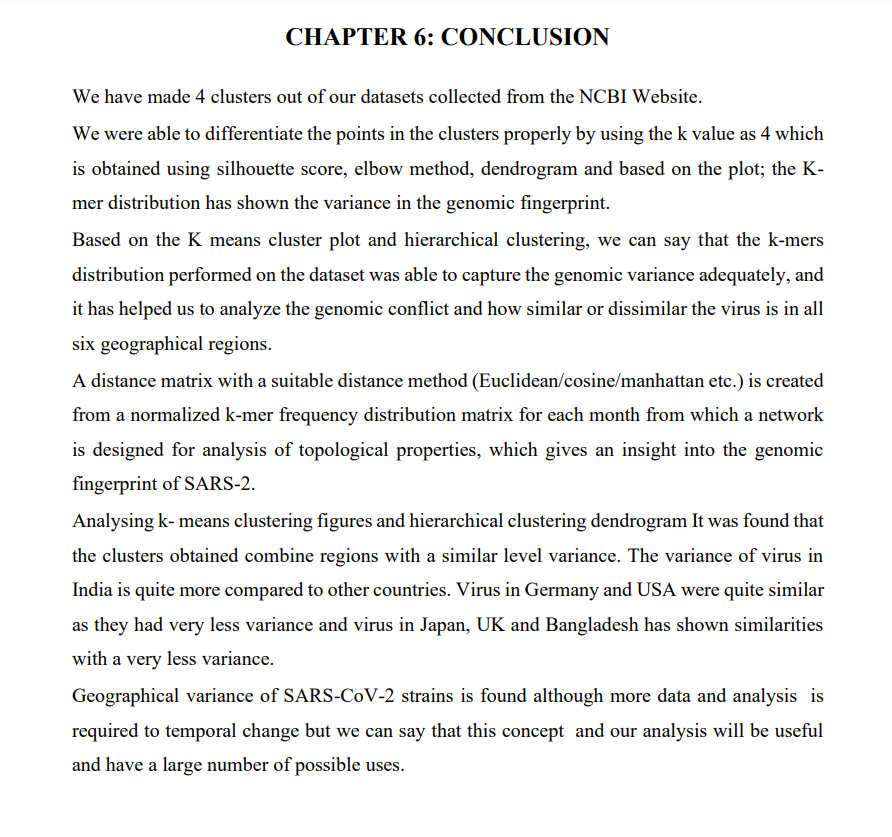 CHAPTER 6: CONCLUSION
We have made 4 clusters out of our datasets collected from the NCBI Website.
We were able to differentiate the points in the clusters properly by using the k value as 4 which
is obtained using silhouette score, elbow method, dendrogram and based on the plot; the K-
mer distribution has shown the variance in the genomic fingerprint.
Based on the K means cluster plot and hierarchical clustering, we can say that the k-mers
distribution performed on the dataset was able to capture the genomic variance adequately, and
it has helped us to analyze the genomic conflict and how similar or dissimilar the virus is in all
six geographical regions.
A distance matrix with a suitable distance method (Euclidean/cosine/manhattan etc.) is created
from a normalized k-mer frequency distribution matrix for each month from which a network
is designed for analysis of topological properties, which gives an insight into the genomic
fingerprint of SARS-2.
Analysing k- means clustering figures and hierarchical clustering dendrogram It was found that
the clusters obtained combine regions with a similar level variance. The variance of virus in
India is quite more compared to other countries. Virus in Germany and USA were quite similar
as they had very less variance and virus in Japan, UK and Bangladesh has shown similarities
with a very less variance.
Geographical variance of SARS-CoV-2 strains is found although more data and analysis  is
required to temporal change but we can say that this concept  and our analysis will be useful
and have a large number of possible uses.